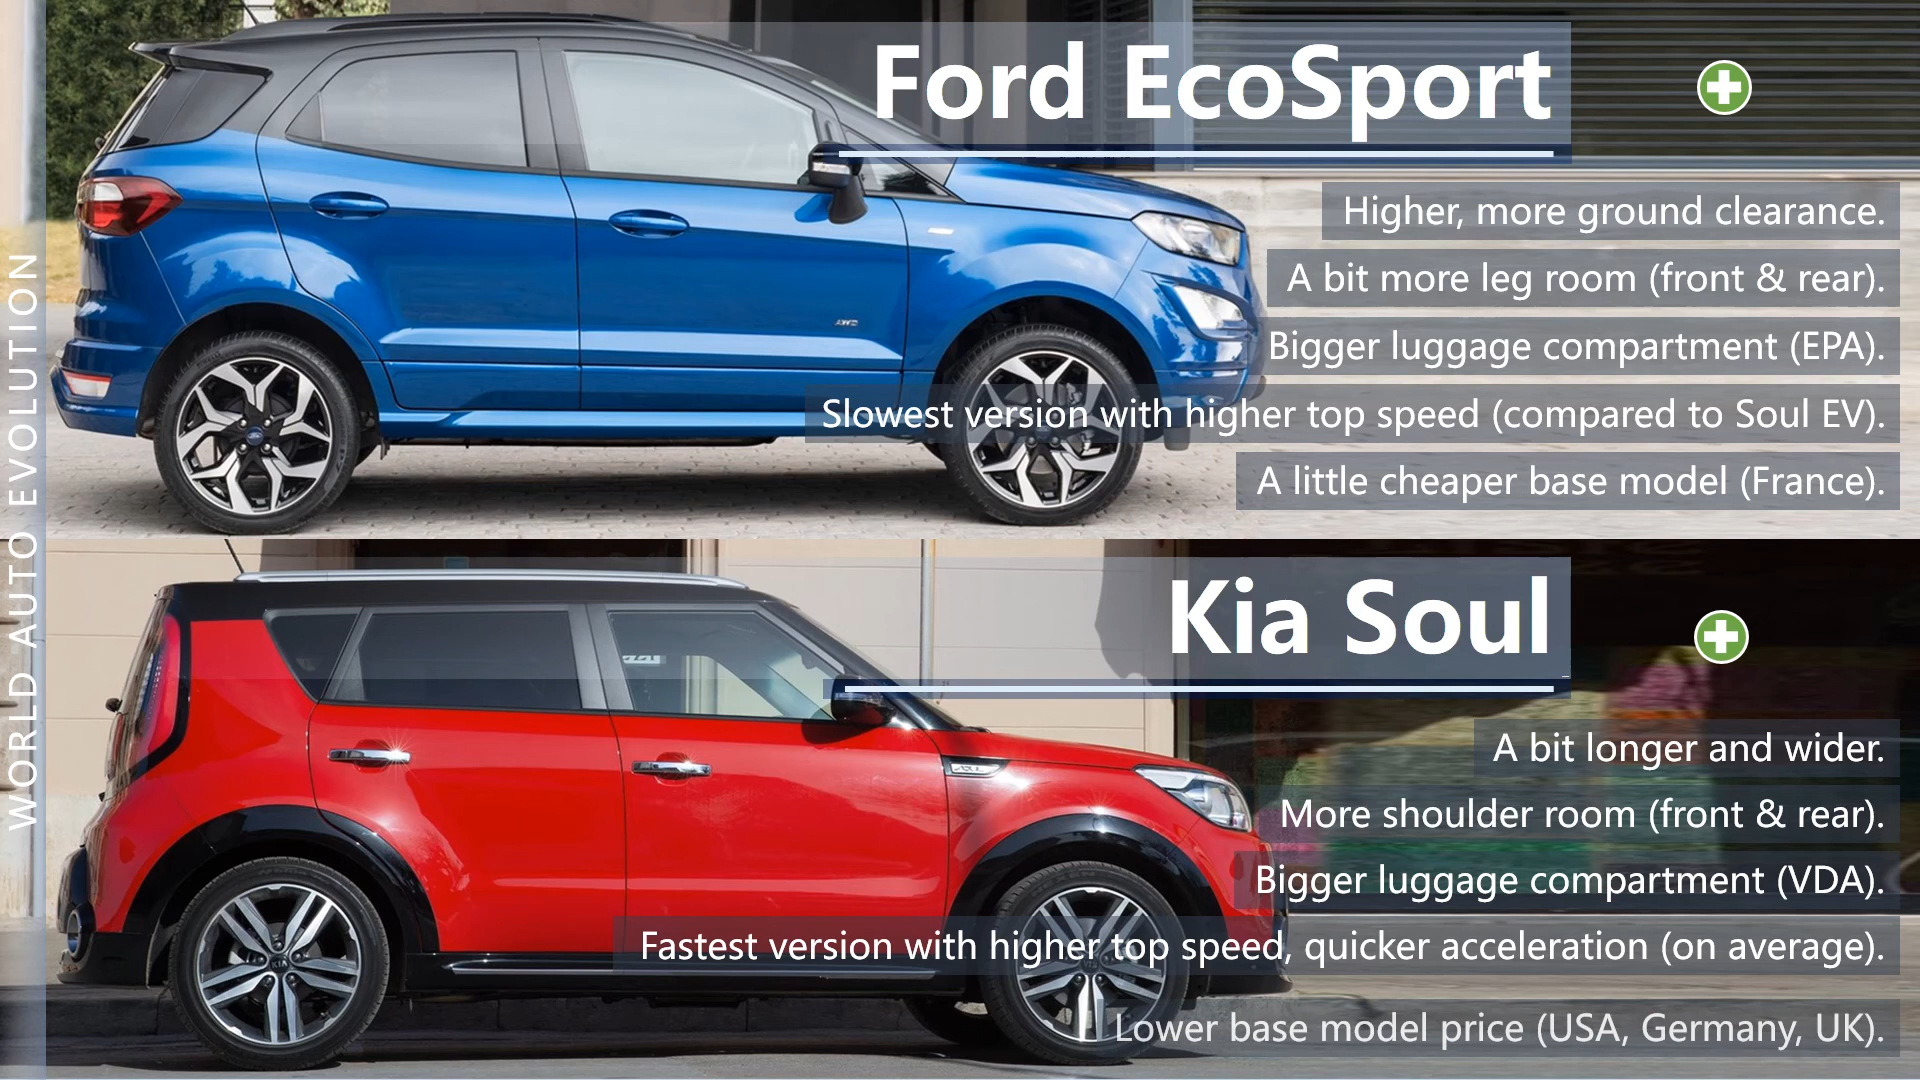 WORLD AUTO EVOLUTION
Ford EcoSport
Higher, more ground clearance.
A bit more leg room (front & rear).
Bigger luggage compartment (EPA).
Slowest version with higher top speed (compared to Soul EV).
A little cheaper base model (France).
Kia Soul
A bit longer and wider.
More shoulder room (front & rear).
Bigger luggage compartment (VDA).
Fastest version with higher top speed, quicker acceleration (on average).
Lower base model price (USA, Germany, UK).